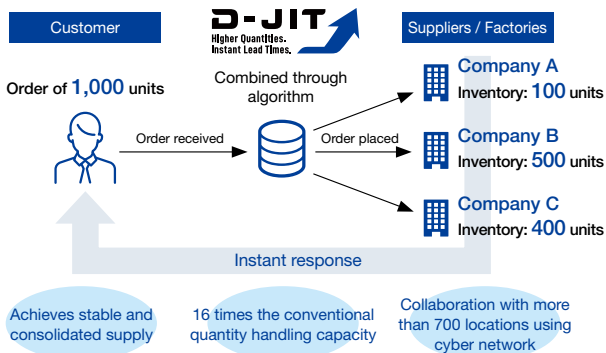 Customer
D-JIT
Higher Quantities.
Instant Lead Times.
Suppliers / Factories
Order of 1,000 units
Combined through
algorithm
Order received
Order placed
Company A
Inventory: 100 units
Company B
Inventory: 500 units
Company C
Inventory: 400 units
Instant response
Achieves stable and
consolidated supply
16 times the conventional
quantity handling capacity
Collaboration with more
than 700 locations using
cyber network